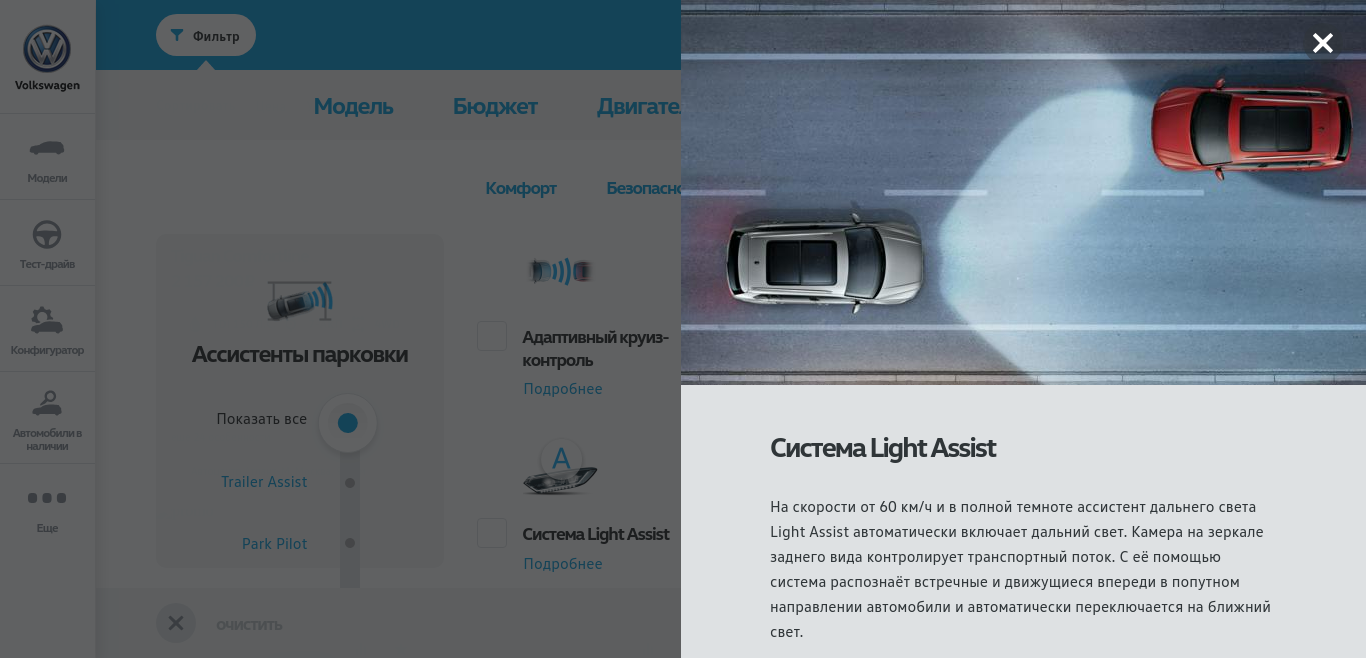 Volkswagen
Модели
Тест-драйв
Конфигуратор
Автомобили в
наличии
Еще
Фильтр
Модель Бюджет
Комфорт
Ассистенты парковки
Показать все
Trailer Assist
Park Pilot
Адаптивный круиз-
контроль
Подробнее
A
Система Light Assist
Подробнее
ОЧИСТИТЬ
Система Light Assist
На скорости от 60 км/ч и в полной темноте ассистент дальнего света
Light Assist автоматически включает дальний свет. Камера на зеркале
заднего вида контролирует транспортный поток. С её помощью
система распознаёт встречные и движущиеся впереди в попутном
направлении автомобили и автоматически переключается на ближний
свет.